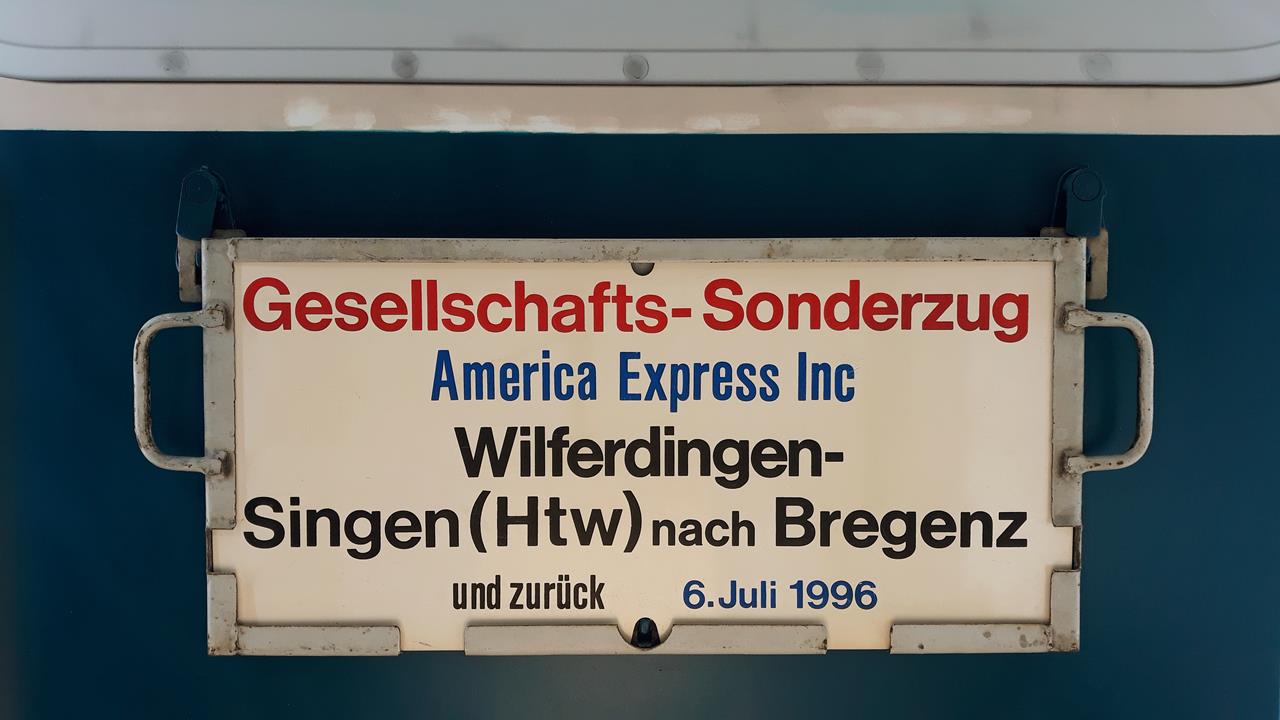 Gesellschafts-Sonderzug
America Express Inc
Wilferdingen-
Singen (Htw) nach Bregenz
und zurück 6. Juli 1996